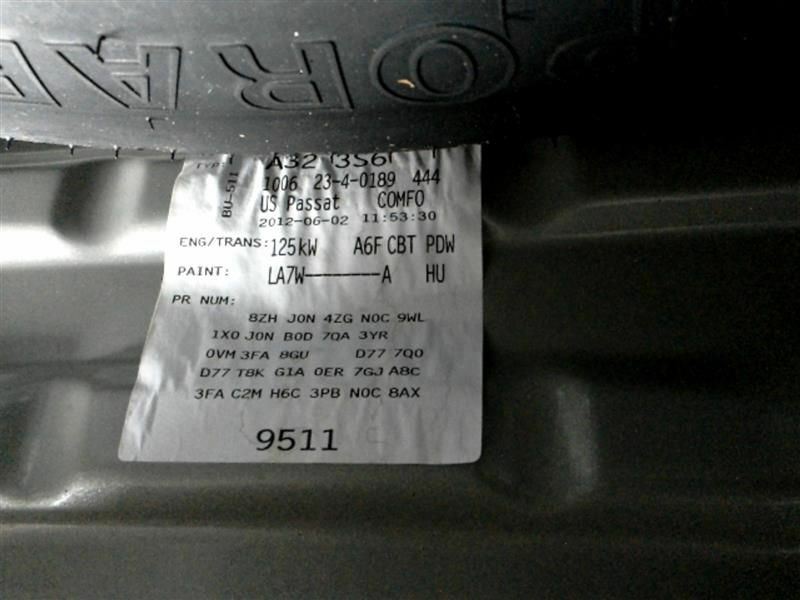 A32 3S6
BU-511
1006 23-4-0189 444
US Passat COMFO
2012-06-02 11:53:30
ENG/TRANS: 125kW A6F CBT PDW
PAINT: LA7W--------A HU
PR NUM:
8ZH J0N 4ZG N0C 9WL
1X0 J0N B0D 7QA 3YR
0VM 3FA 8GU D77 7Q0
D77 T8K G1A 0ER 7GJ A8C
3FA C2M H6C 3PB N0C 8AX
9511